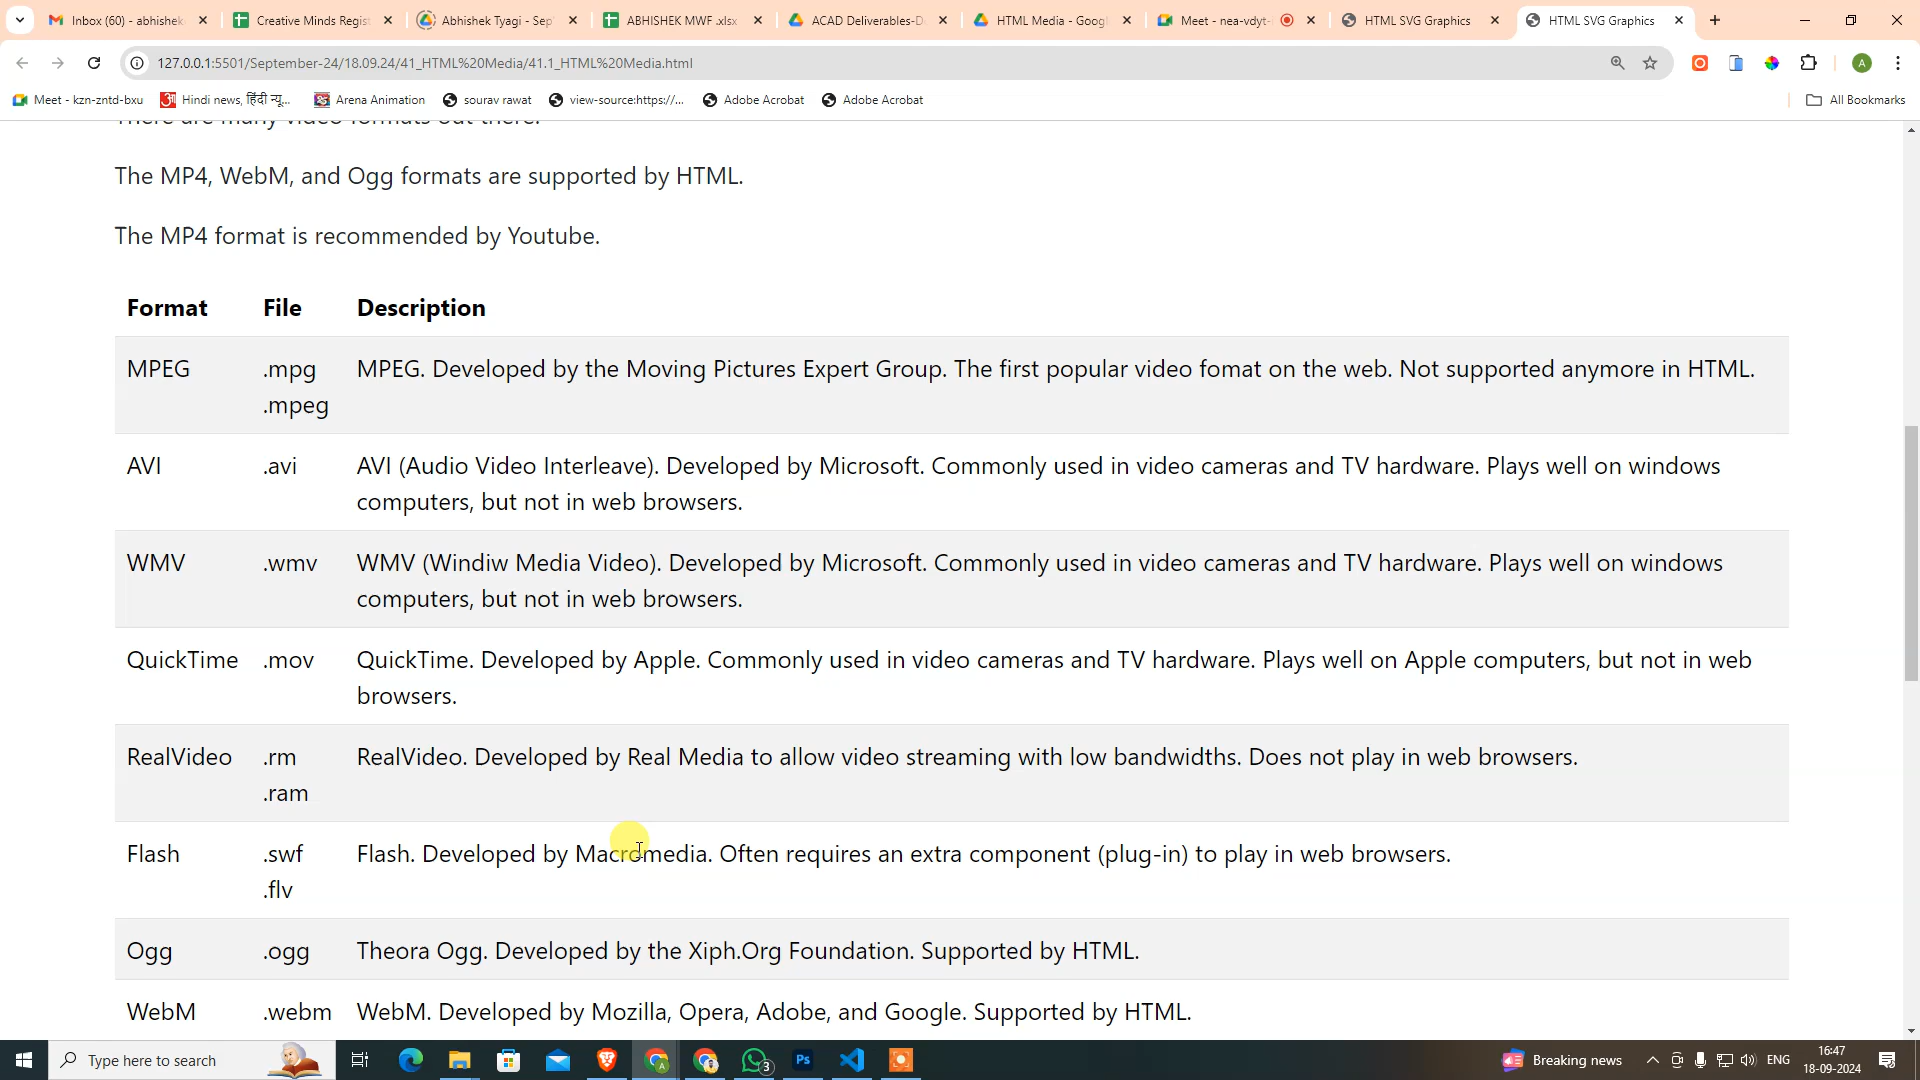 Inbox (60) - abhishek
Creative Minds Regist
Abhishek Tyagi - Sep'
ABHISHEK MWF .xlsx
ACAD Deliverables-D
HTML Media - Googl
Meet - nea-vdyt-
HTML SVG Graphics
HTML SVG Graphics
127.0.0.1:5501/September-24/18.09.24/41_HTML%20Media/41.1_HTML%20Media.html
A
Meet - kzn-zntd-bxu
Hindi news, हिंदी न्यू...
Arena Animation
sourav rawat
view-source:https://...
Adobe Acrobat
Adobe Acrobat
All Bookmarks
There are many video formats out there.
The MP4, WebM, and Ogg formats are supported by HTML.
The MP4 format is recommended by Youtube.
Format File Description
MPEG .mpg MPEG. Developed by the Moving Pictures Expert Group. The first popular video fomat on the web. Not supported anymore in HTML.
.mpeg
AVI .avi AVI (Audio Video Interleave). Developed by Microsoft. Commonly used in video cameras and TV hardware. Plays well on windows
computers, but not in web browsers.
WMV .wmv WMV (Windiw Media Video). Developed by Microsoft. Commonly used in video cameras and TV hardware. Plays well on windows
computers, but not in web browsers.
QuickTime .mov QuickTime. Developed by Apple. Commonly used in video cameras and TV hardware. Plays well on Apple computers, but not in web
browsers.
RealVideo .rm RealVideo. Developed by Real Media to allow video streaming with low bandwidths. Does not play in web browsers.
.ram
Flash .swf Flash. Developed by Macromedia. Often requires an extra component (plug-in) to play in web browsers.
.flv
Ogg .ogg Theora Ogg. Developed by the Xiph.Org Foundation. Supported by HTML.
WebM .webm WebM. Developed by Mozilla, Opera, Adobe, and Google. Supported by HTML.
Type here to search
A
3
Ps
Breaking news
ENG
16:47
18-09-2024